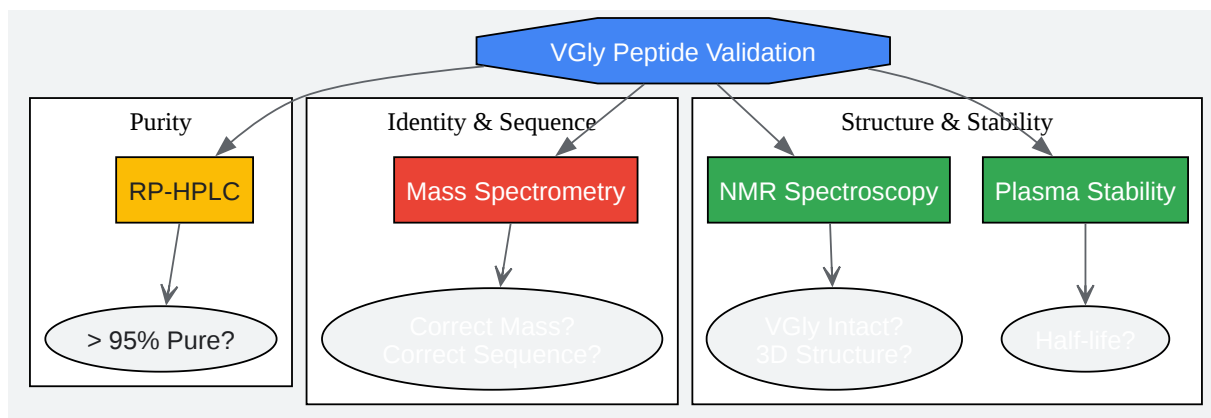 VGly Peptide Validation
Purity
Identity & Sequence
Structure & Stability
RP-HPLC
Mass Spectrometry
NMR Spectroscopy
Plasma Stability
> 95% Pure?
Correct Mass?
Correct Sequence?
VGly Intact?
3D Structure?
Half-life?